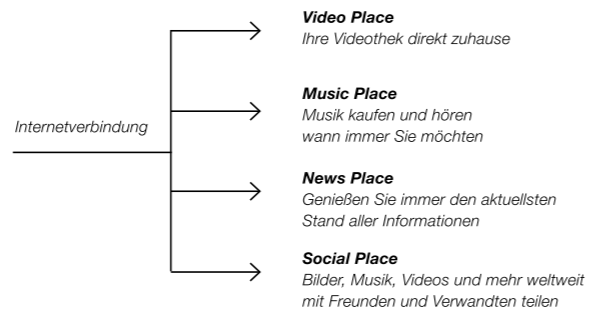 Video Place
Ihre Videothek direkt zuhause
Music Place
Musik kaufen und hören
wann immer Sie möchten
Internetverbindung
News Place
Genießen Sie immer den aktuellsten
Stand aller Informationen
Social Place
Bilder, Musik, Videos und mehr weltweit
mit Freunden und Verwandten teilen